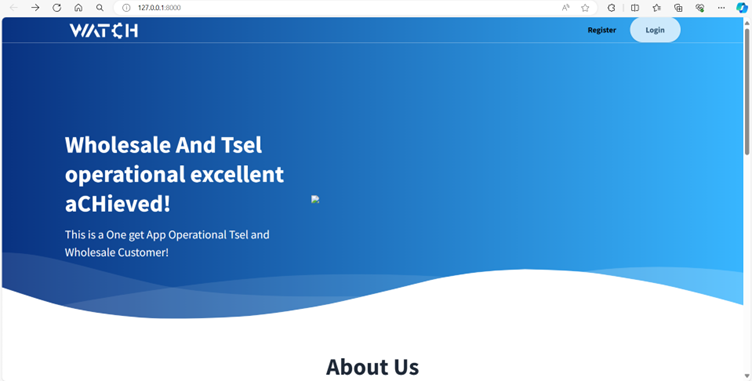 127.0.0.1:8000
WATCH
Register
Login
Wholesale And Tsel
operational excellent
aCHieved!
This is a One get App Operational Tsel and
Wholesale Customer!
About Us